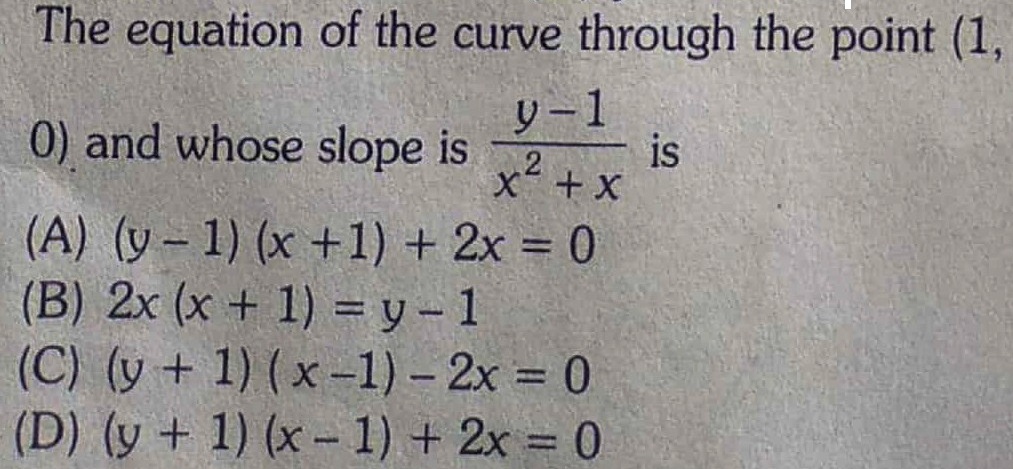 The equation of the curve through the point (1,
0) and whose slope is \frac{y-1}{x^2+x} is
(A) (y – 1) (x +1) + 2x = 0
(B) 2x (x + 1) = y – 1
(C) (y + 1) ( x –1) – 2x = 0
(D) (y + 1) (x – 1) + 2x = 0